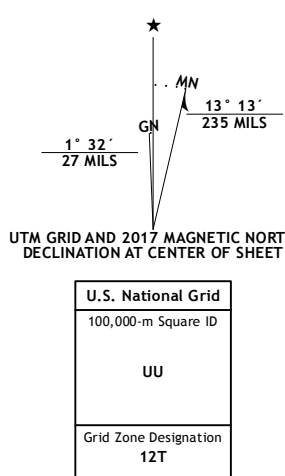 ★
MN
GN
13° 13´
235 MILS
1° 32´
27 MILS
UTM GRID AND 2017 MAGNETIC NORT
DECLINATION AT CENTER OF SHEET
U.S. National Grid
100,000-m Square ID
UU
Grid Zone Designation
12T